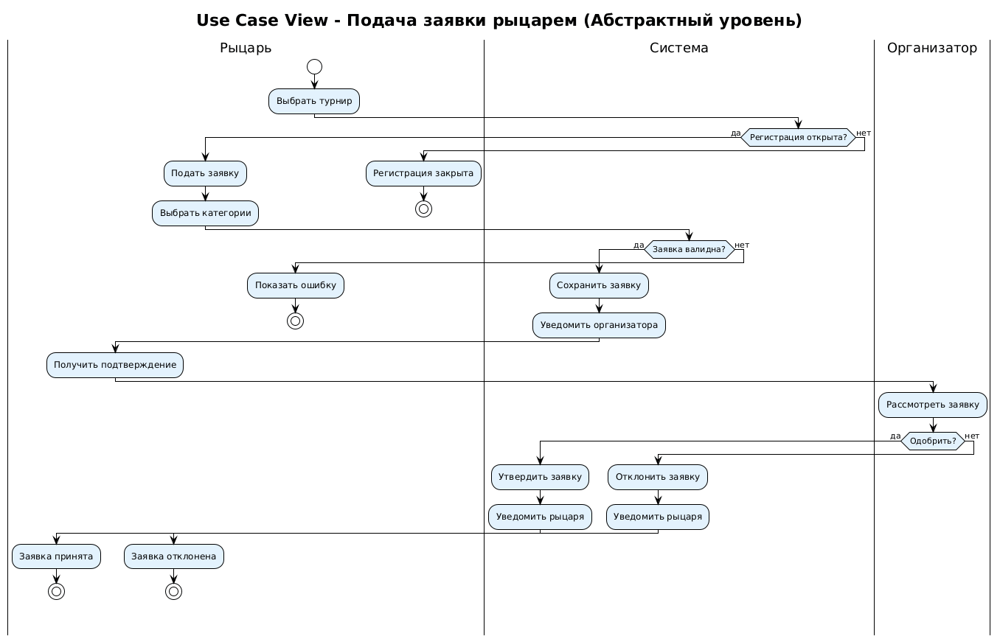 Use Case View - Подача заявки рыцарем (Абстрактный уровень)
Рыцарь
Система
Организатор
Выбрать турнир
да
Регистрация открыта?
нет
Подать заявку
Регистрация закрыта
Выбрать категории
да
Заявка валидна?
нет
Показать ошибку
Сохранить заявку
Уведомить организатора
Получить подтверждение
Рассмотреть заявку
да
Одобрить?
нет
Утвердить заявку
Отклонить заявку
Уведомить рыцаря
Уведомить рыцаря
Заявка принята
Заявка отклонена